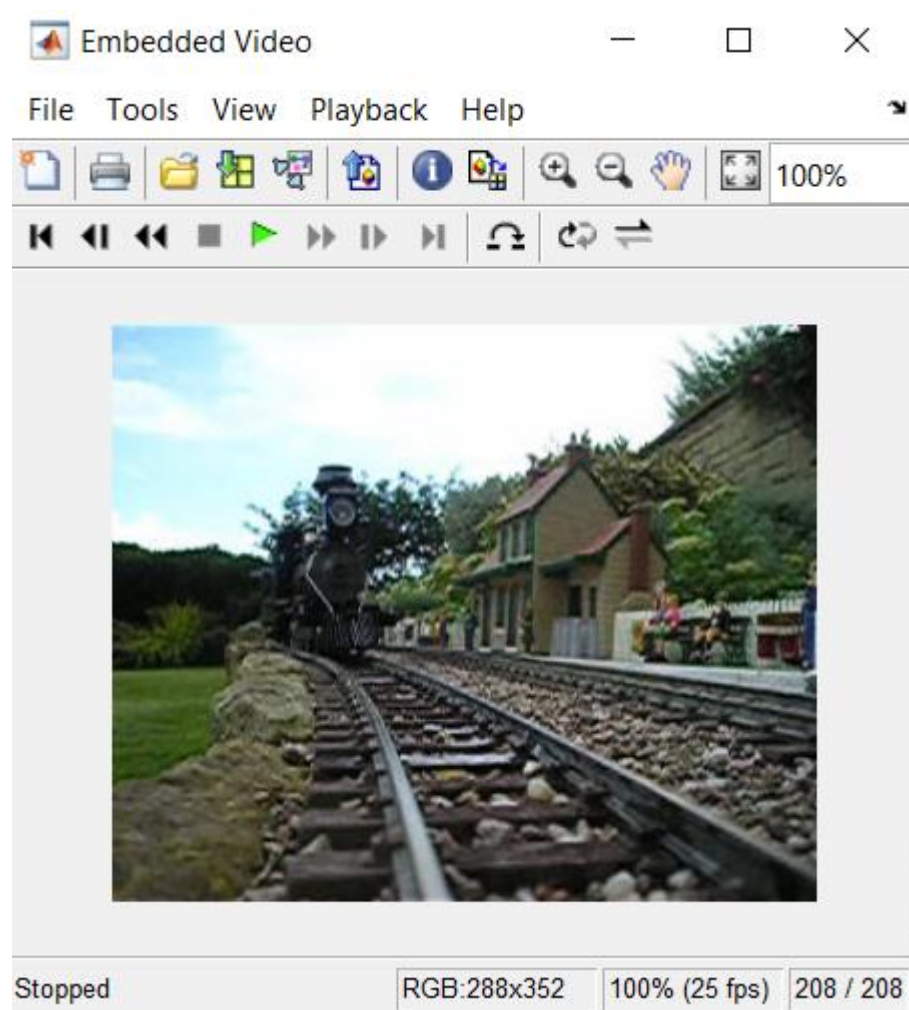 Embedded Video
File Tools View Playback Help
100%
Stopped RGB:288x352 100% (25 fps) 208 / 208